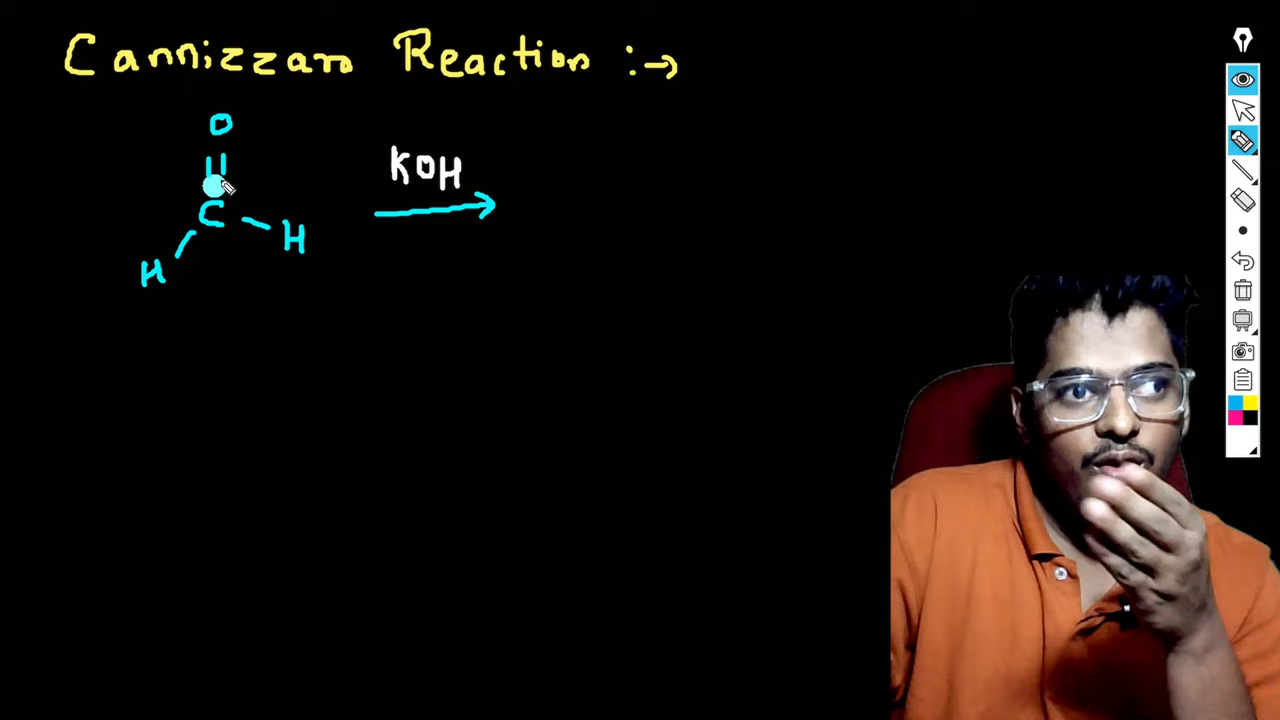 Cannizzaro Reaction :→
O
KOH
C
H
H